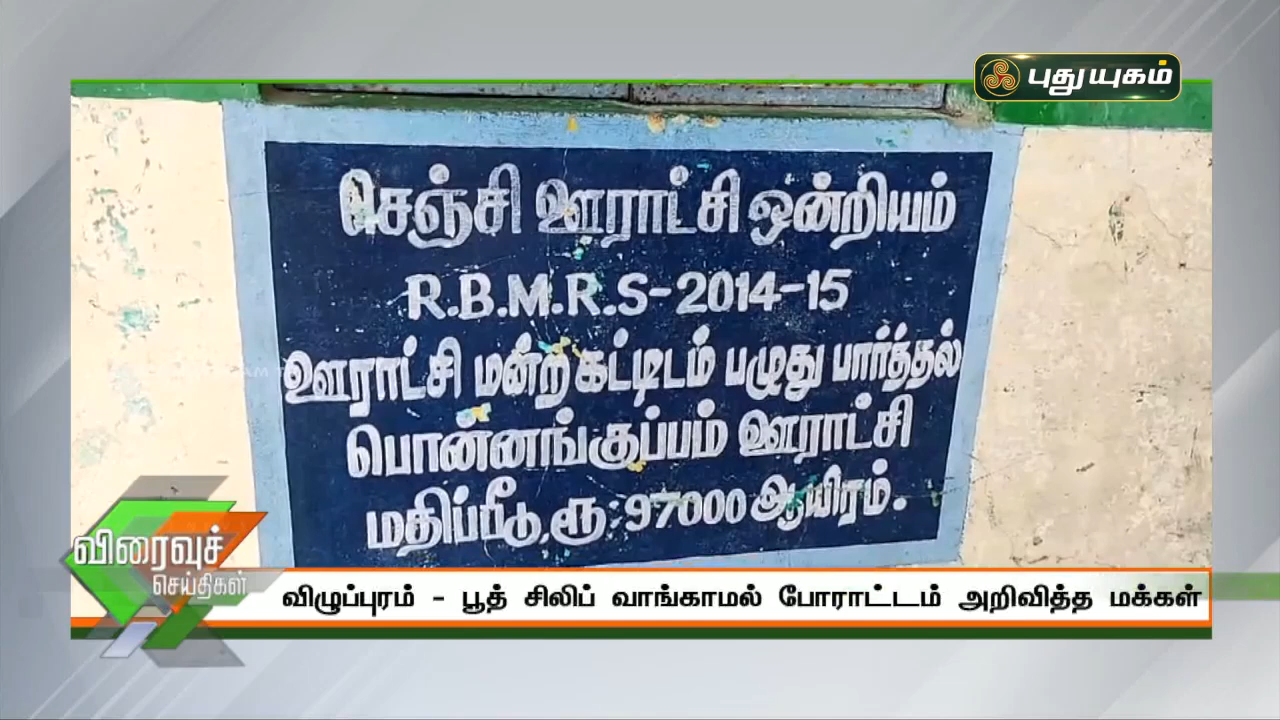 புதுயுகம்
செஞ்சி ஊராட்சி ஒன்றியம்
R.B.M.R.S-2014-15
ஊராட்சி மன்றகட்டிடம் பழுது பார்த்தல்
பொன்னங்குப்பம் ஊராட்சி
மதிப்பீடு,ரூ:97000 ஆயிரம்.
விரைவுச்
செய்திகள்
விழுப்புரம் - பூத் சிலிப் வாங்காமல் போராட்டம் அறிவித்த மக்கள்